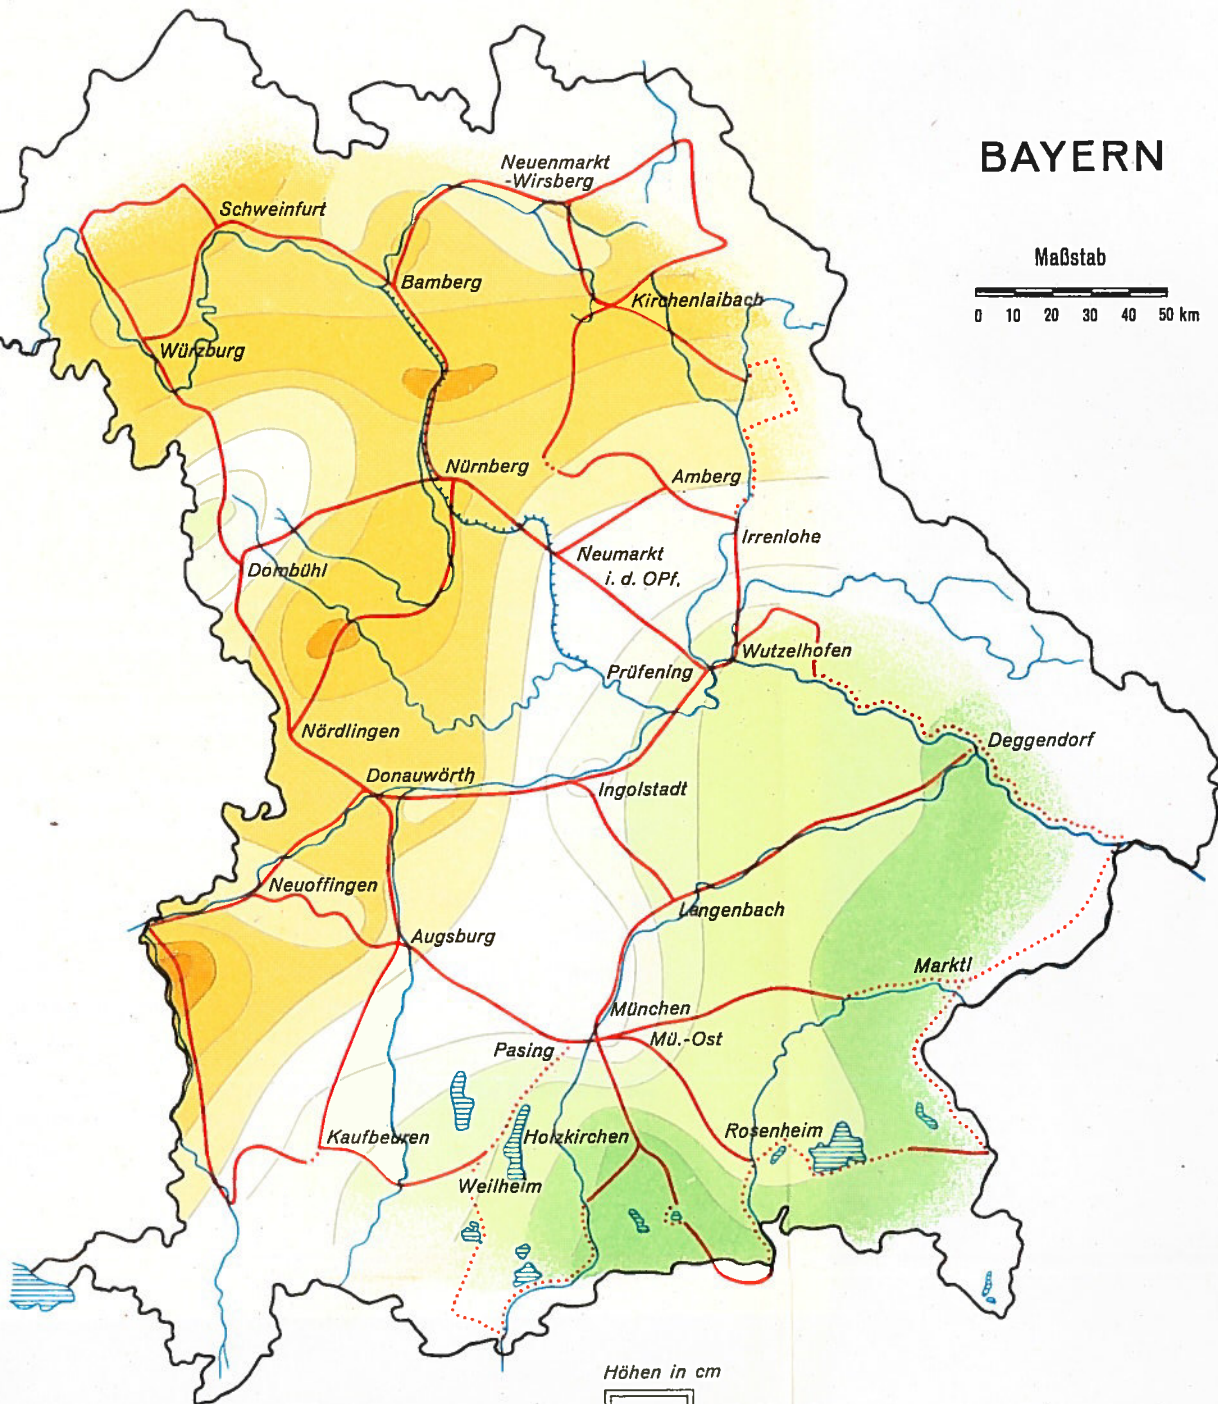 BAYERN
Maßstab
0 10 20 30 40 50 km
Neuenmarkt
-Wirsberg
Schweinfurt
Bamberg
Kirchenlaibach
Würzburg
Nürnberg
Amberg
Irrenlohe
Neumarkt
i. d. OPf.
Dombühl
Wutzelhofen
Prüfening
Nördlingen
Deggendorf
Donauwörth
Ingolstadt
Neuoffingen
Langenbach
Augsburg
Marktl
München
Mü.-Ost
Pasing
Kaufbeuren
Holzkirchen
Rosenheim
Weilheim
Höhen in cm